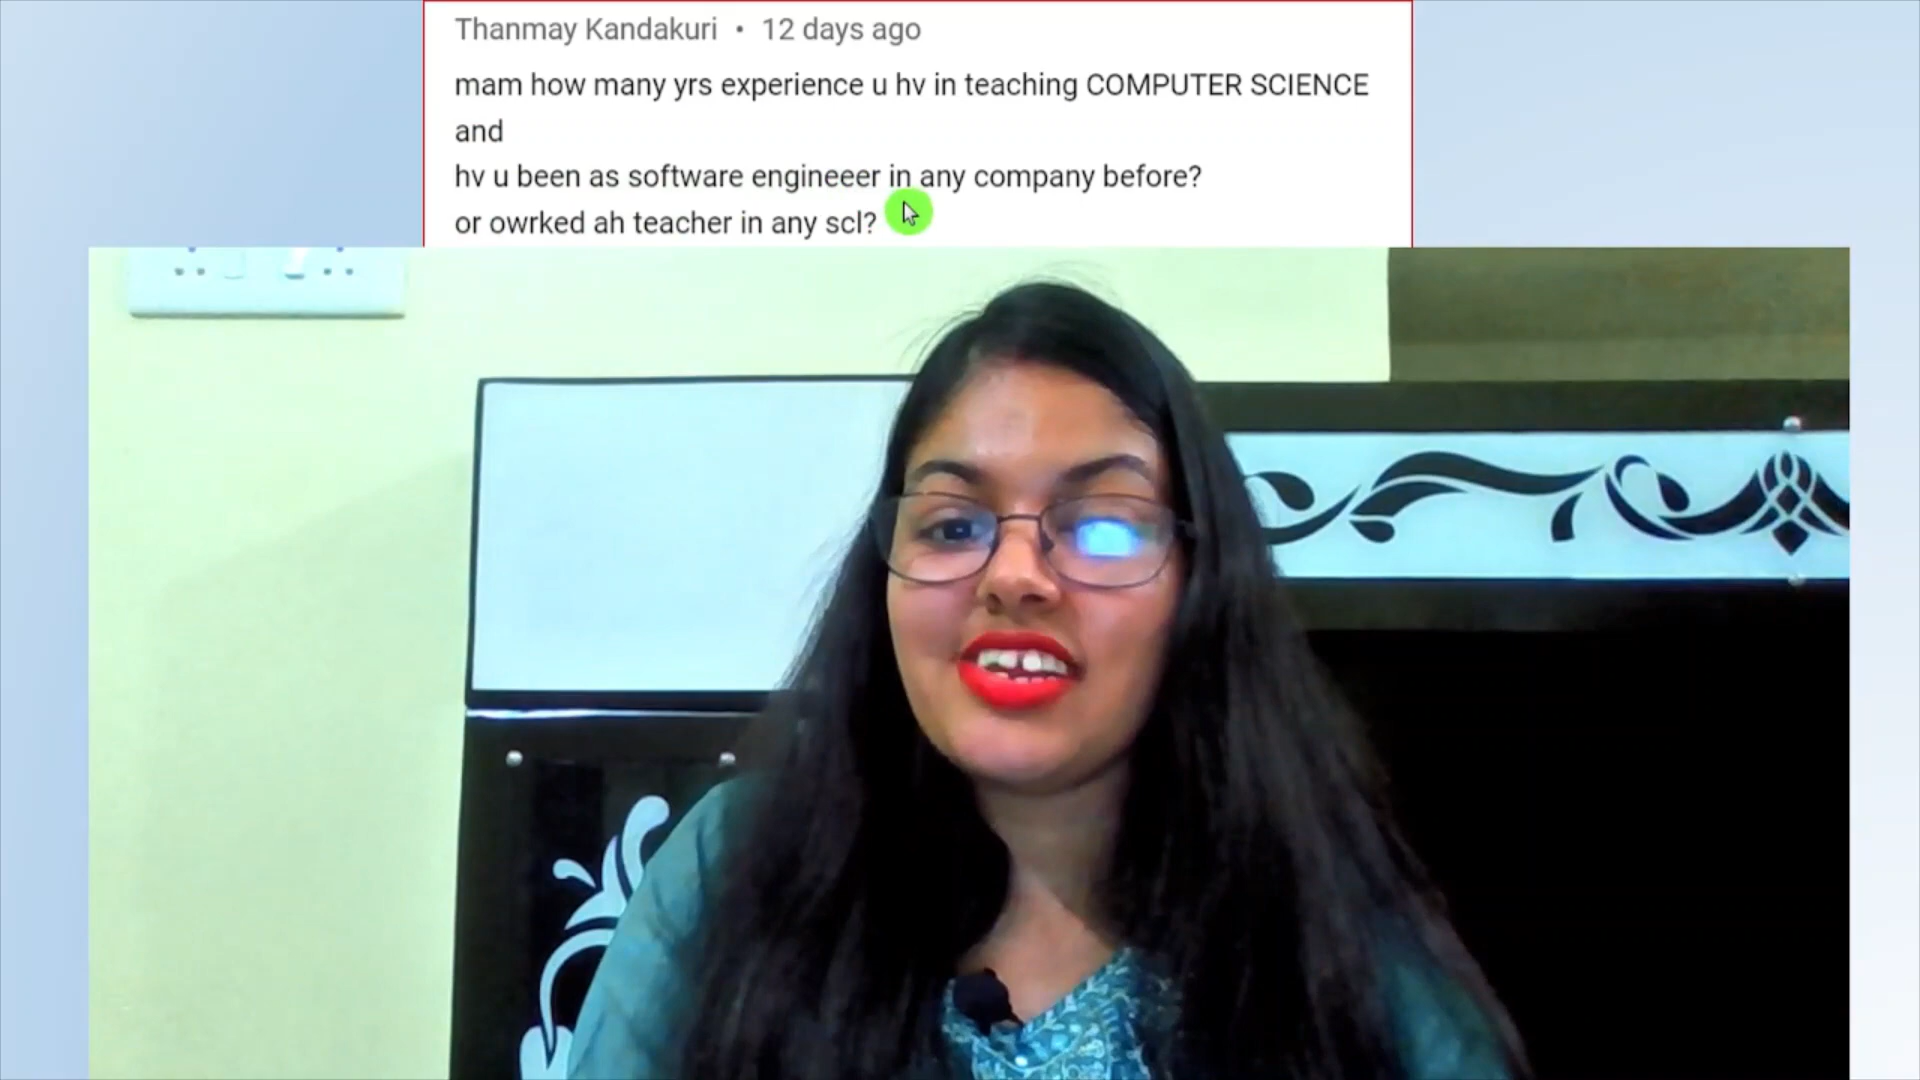 Thanmay Kandakuri • 12 days ago
mam how many yrs experience u hv in teaching COMPUTER SCIENCE
and
hv u been as software engineeer in any company before?
or owrked ah teacher in any scl?